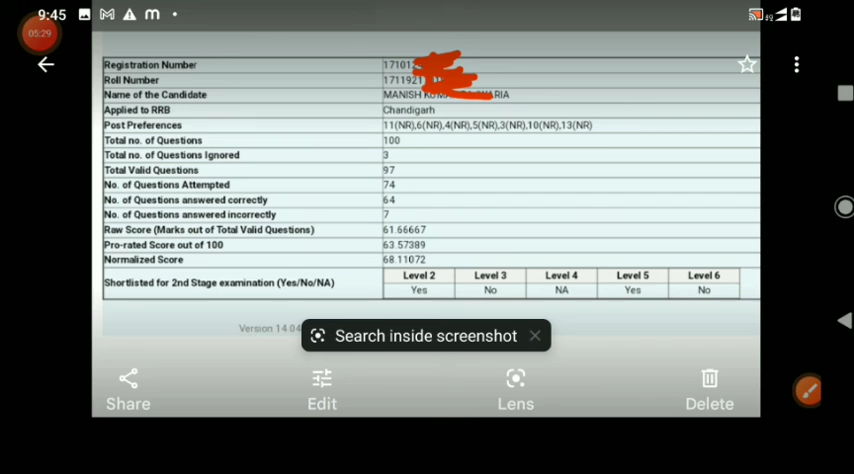 9:45
05:29
Registration Number 17101
Roll Number 1711921
Name of the Candidate MANISH
Applied to RRB Chandigarh
Post Preferences 11(NR),6(NR),4(NR),5(NR),3(NR),10(NR),13(NR)
Total no. of Questions 100
Total no. of Questions Ignored 3
Total Valid Questions 97
No. of Questions Attempted 74
No. of Questions answered correctly 64
No. of Questions answered incorrectly 7
Raw Score (Marks out of Total Valid Questions) 61.66667
Pro-rated Score out of 100 63.57389
Normalized Score 68.11072
Shortlisted for 2nd Stage examination (Yes/No/NA)
Level 2 Level 3 Level 4 Level 5 Level 6
Yes No NA Yes No
Version 14.04
Search inside screenshot
Share Edit Lens Delete